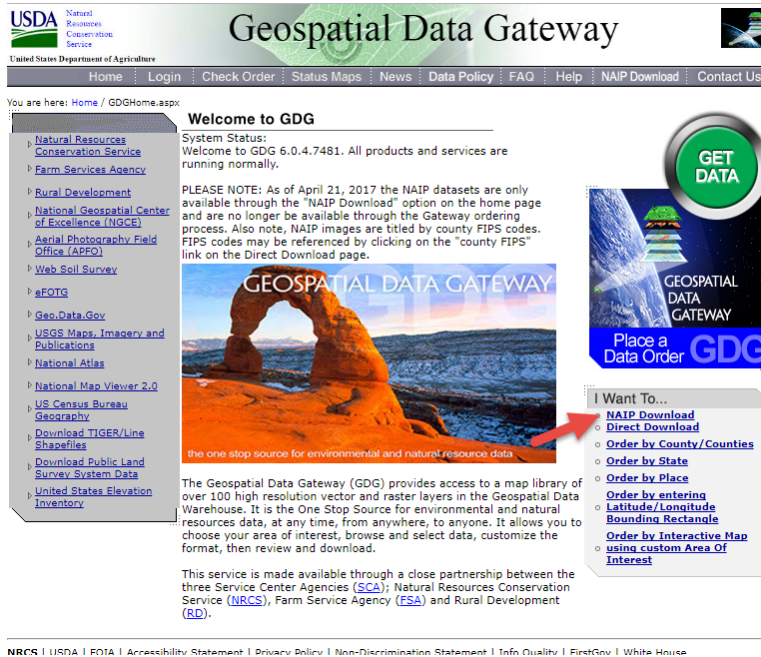 USDA
Natural
Resources
Conservation
Service
United States Department of Agriculture
Geospatial Data Gateway
Home Login Check Order Status Maps News Data Policy FAQ Help NAIP Download Contact Us
You are here: Home / GDGHome.aspx
Natural Resources
Conservation Service
Farm Services Agency
Rural Development
National Geospatial Center
of Excellence (NGCE)
Aerial Photography Field
Office (APFO)
Web Soil Survey
eFOTG
Geo.Data.Gov
USGS Maps, Imagery and
Publications
National Atlas
National Map Viewer 2.0
US Census Bureau
Geography
Download TIGER/Line
Shapefiles
Download Public Land
Survey System Data
United States Elevation
Inventory
Welcome to GDG
System Status:
Welcome to GDG 6.0.4.7481. All products and services are
running normally.
PLEASE NOTE: As of April 21, 2017 the NAIP datasets are only
available through the "NAIP Download" option on the home page
and are no longer be available through the Gateway ordering
process. Also note, NAIP images are titled by county FIPS codes.
FIPS codes may be referenced by clicking on the "county FIPS"
link on the Direct Download page.
GDG
GEOSPATIAL DATA GATEWAY
the one stop source for environmental and natural resource data
The Geospatial Data Gateway (GDG) provides access to a map library of
over 100 high resolution vector and raster layers in the Geospatial Data
Warehouse. It is the One Stop Source for environmental and natural
resources data, at any time, from anywhere, to anyone. It allows you to
choose your area of interest, browse and select data, customize the
format, then review and download.
This service is made available through a close partnership between the
three Service Center Agencies (SCA); Natural Resources Conservation
Service (NRCS), Farm Service Agency (FSA) and Rural Development
(RD).
GET
DATA
GEOSPATIAL
DATA
GATEWAY
Place a
Data Order
GDG
I Want To...
NAIP Download
Direct Download
Order by County/Counties
Order by State
Order by Place
Order by entering
Latitude/Longitude
Bounding Rectangle
Order by Interactive Map
using custom Area Of
Interest
NRCS | USDA | FOIA | Accessibility Statement | Privacy Policy | Non-Discrimination Statement | Info Quality | FirstGov | White House